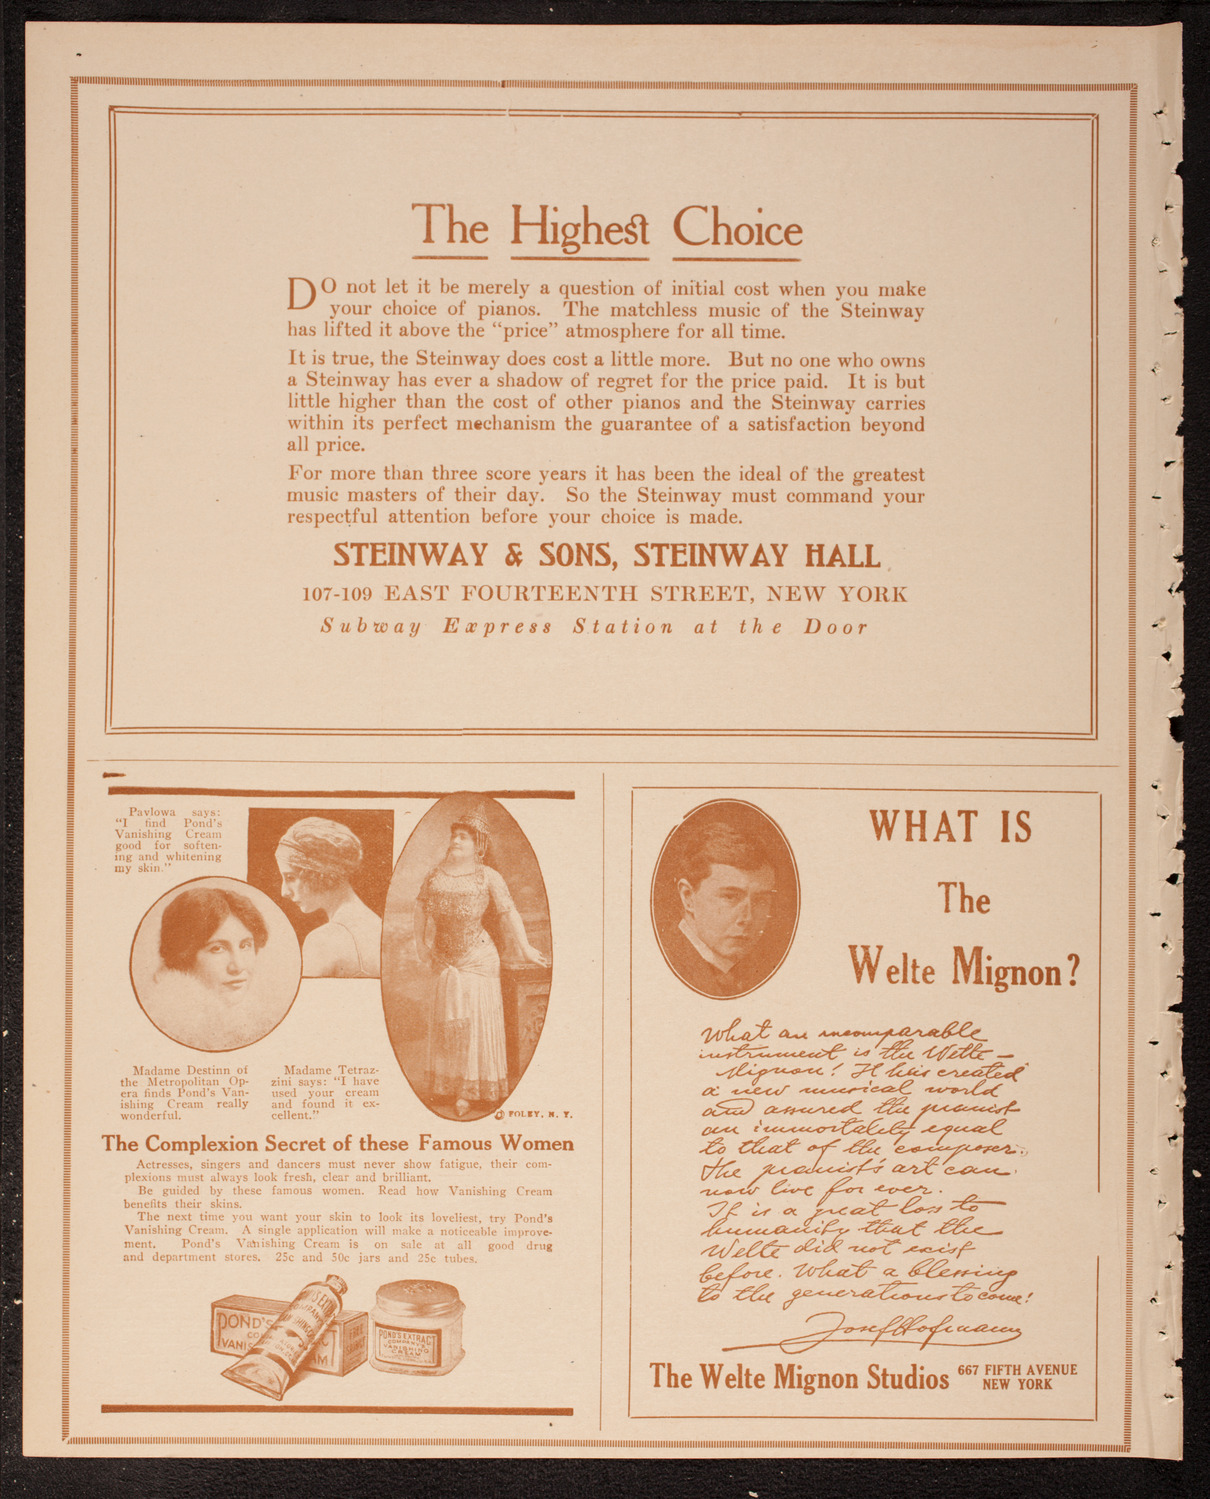 The Highest Choice
DO not let it be merely a question of initial cost when you make
your choice of pianos. The matchless music of the Steinway
has lifted it above the "price" atmosphere for all time.
It is true, the Steinway does cost a little more. But no one who owns
a Steinway has ever a shadow of regret for the price paid. It is but
little higher than the cost of other pianos and the Steinway carries
within its perfect mechanism the guarantee of a satisfaction beyond
all price.
For more than three score years it has been the ideal of the greatest
music masters of their day. So the Steinway must command your
respectful attention before your choice is made.
STEINWAY & SONS, STEINWAY HALL
107-109 EAST FOURTEENTH STREET, NEW YORK
Subway Express Station at the Door
Pavlowa says:
"I find Pond's
Vanishing Cream
good for soften-
ing and whitening
my skin."
Madame Destinn of
the Metropolitan Op-
era finds Pond's Van-
ishing Cream really
wonderful.
Madame Tetraz-
zini says: "I have
used your cream
and found it ex-
cellent."
© FOLEY, N. Y.
The Complexion Secret of these Famous Women
Actresses, singers and dancers must never show fatigue, their com-
plexions must always look fresh, clear and brilliant.
Be guided by these famous women. Read how Vanishing Cream
benefits their skins.
The next time you want your skin to look its loveliest, try Pond's
Vanishing Cream. A single application will make a noticeable improve-
ment. Pond's Vanishing Cream is on sale at all good drug
and department stores. 25c and 50c jars and 25c tubes.
POND'S
VANIS
AM
POND'S EXTRACT
COMPANY'S
VANISHING
CREAM
WHAT IS
The
Welte Mignon?
What an incomparable
instrument is the Welte-
Mignon! It has created
a new musical world
and assured the pianist
an immortality equal
to that of the composer.
The pianist's art can
now live for ever.
It is a great loss to
humanity that the
Welte did not exist
before. What a blessing
to the generations to come!
Josef Hofmann
The Welte Mignon Studios 667 FIFTH AVENUE
NEW YORK